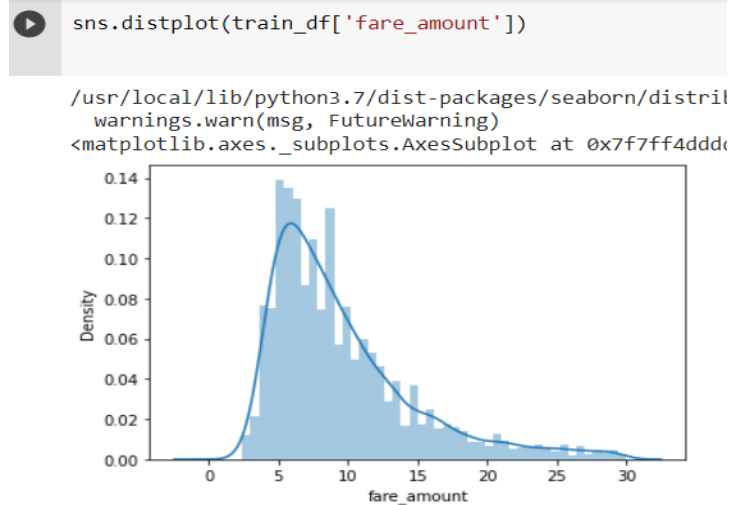 sns.distplot(train_df['fare_amount'])
/usr/local/lib/python3.7/dist-packages/seaborn/distrib
warnings.warn(msg, FutureWarning)
<matplotlib.axes._subplots.AxesSubplot at 0x7f7ff4dddd
0.14
0.12
0.10
0.08
0.06
0.04
0.02
0.00
Density
0 5 10 15 20 25 30
fare_amount